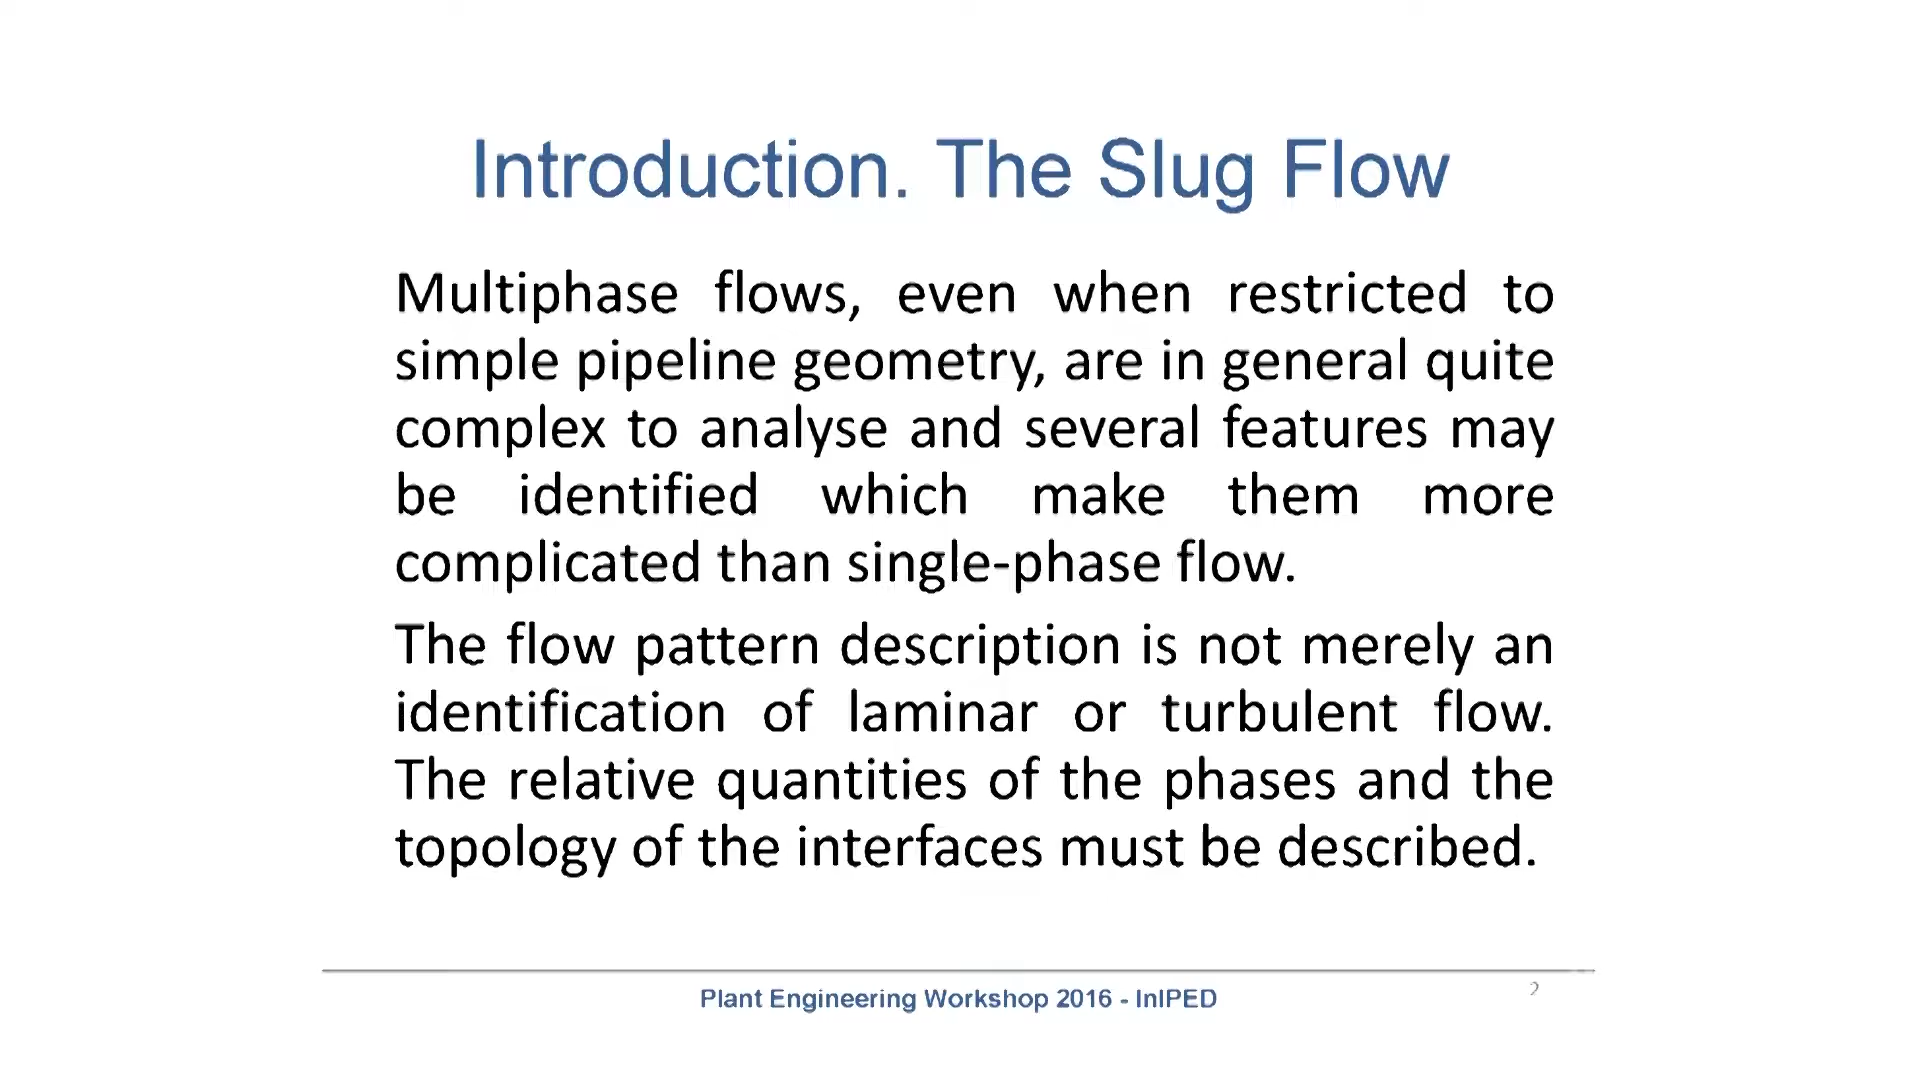 Introduction. The Slug Flow
Multiphase flows, even when restricted to
simple pipeline geometry, are in general quite
complex to analyse and several features may
be identified which make them more
complicated than single-phase flow.
The flow pattern description is not merely an
identification of laminar or turbulent flow.
The relative quantities of the phases and the
topology of the interfaces must be described.
Plant Engineering Workshop 2016 - InIPED
2